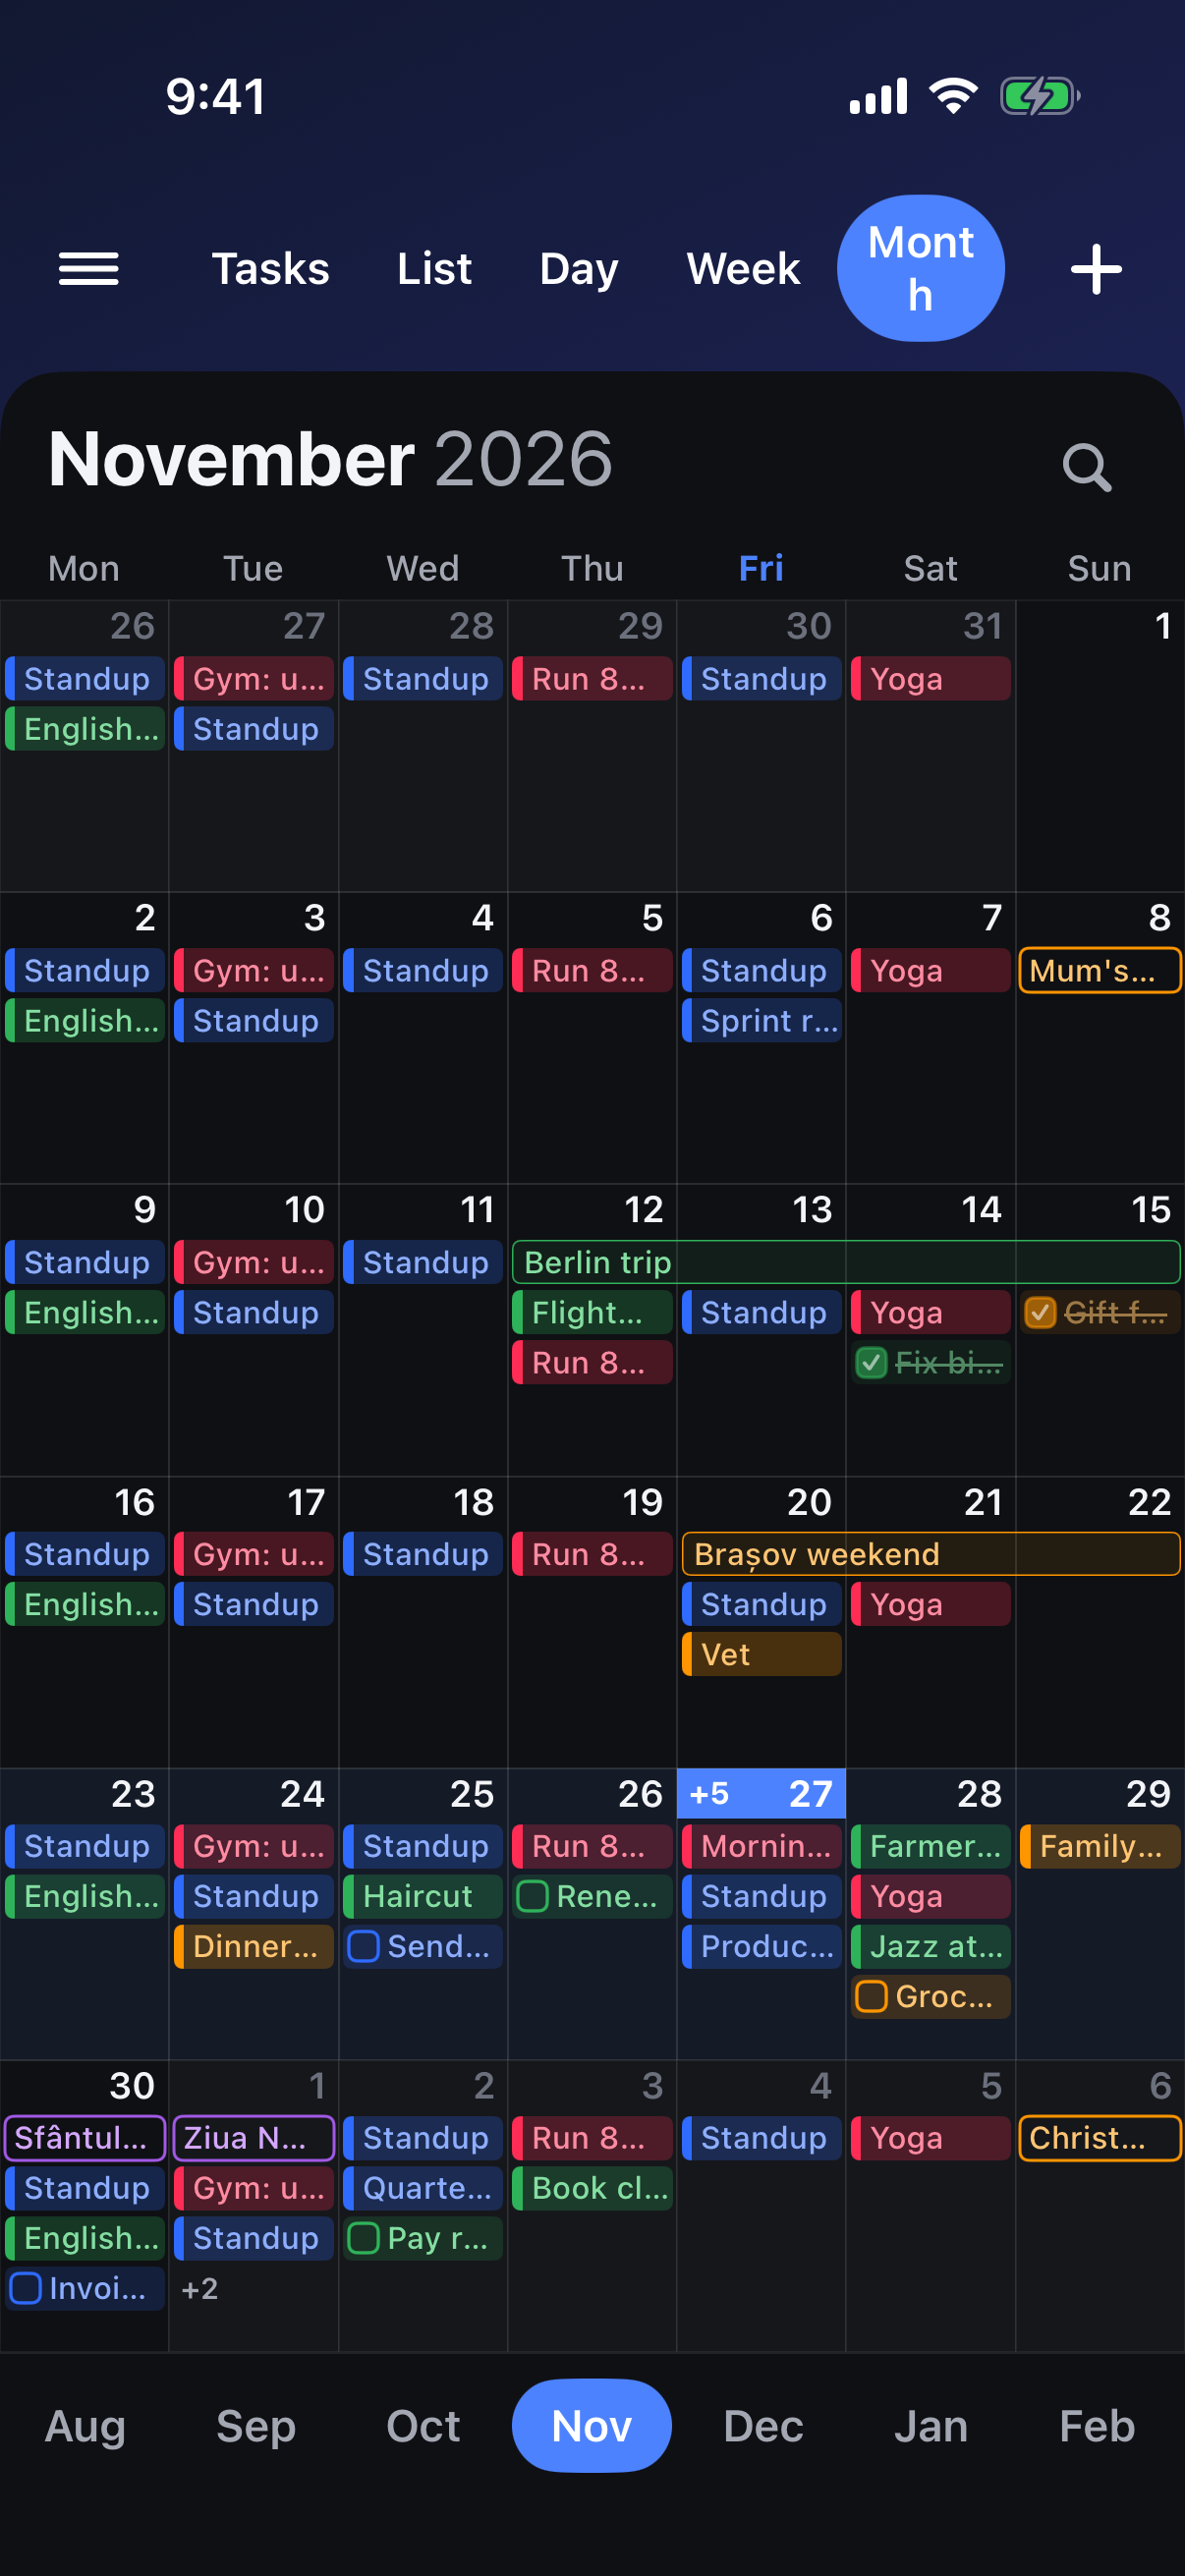 9:41
Tasks List Day Week Mont
h
November 2026
Mon Tue Wed Thu Fri Sat Sun
26 27 28 29 30 31 1
Standup Gym: u... Standup Run 8... Standup Yoga
English... Standup
2 3 4 5 6 7 8
Standup Gym: u... Standup Run 8... Standup Yoga Mum's...
English... Standup Sprint r...
9 10 11 12 13 14 15
Standup Gym: u... Standup Berlin trip
English... Standup Flight... Standup Yoga Gift f...
Run 8... Fix bi...
16 17 18 19 20 21 22
Standup Gym: u... Standup Run 8... Brașov weekend
English... Standup Standup Yoga
Vet
23 24 25 26 +5 27 28 29
Standup Gym: u... Standup Run 8... Mornin... Farmer... Family...
English... Standup Haircut Rene... Standup Yoga
Dinner... Send... Produc... Jazz at...
Groc...
30 1 2 3 4 5 6
Sfântul... Ziua N... Standup Run 8... Standup Yoga Christ...
Standup Gym: u... Quarte... Book cl...
English... Standup Pay r...
Invoi... +2
Aug Sep Oct Nov Dec Jan Feb